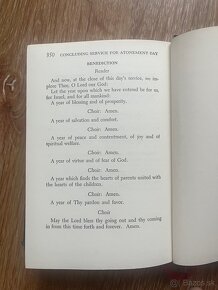 350 CONCLUDING SERVICE FOR ATONEMENT DAY
BENEDICTION
Reader
And now, at the close of this day's service, we im-
plore Thee, O Lord our God:
Let the year upon which we have entered be for us,
for Israel, and for all mankind:
A year of blessing and of prosperity.
Choir: Amen.
A year of salvation and comfort.
Choir: Amen.
A year of peace and contentment, of joy and of
spiritual welfare.
Choir: Amen.
A year of virtue and of fear of God.
Choir: Amen.
A year which finds the hearts of parents united with
the hearts of the children.
Choir: Amen.
A year of Thy pardon and favor.
Choir
May the Lord bless thy going out and thy coming
in from this time forth and forever. Amen.
bazos.sk